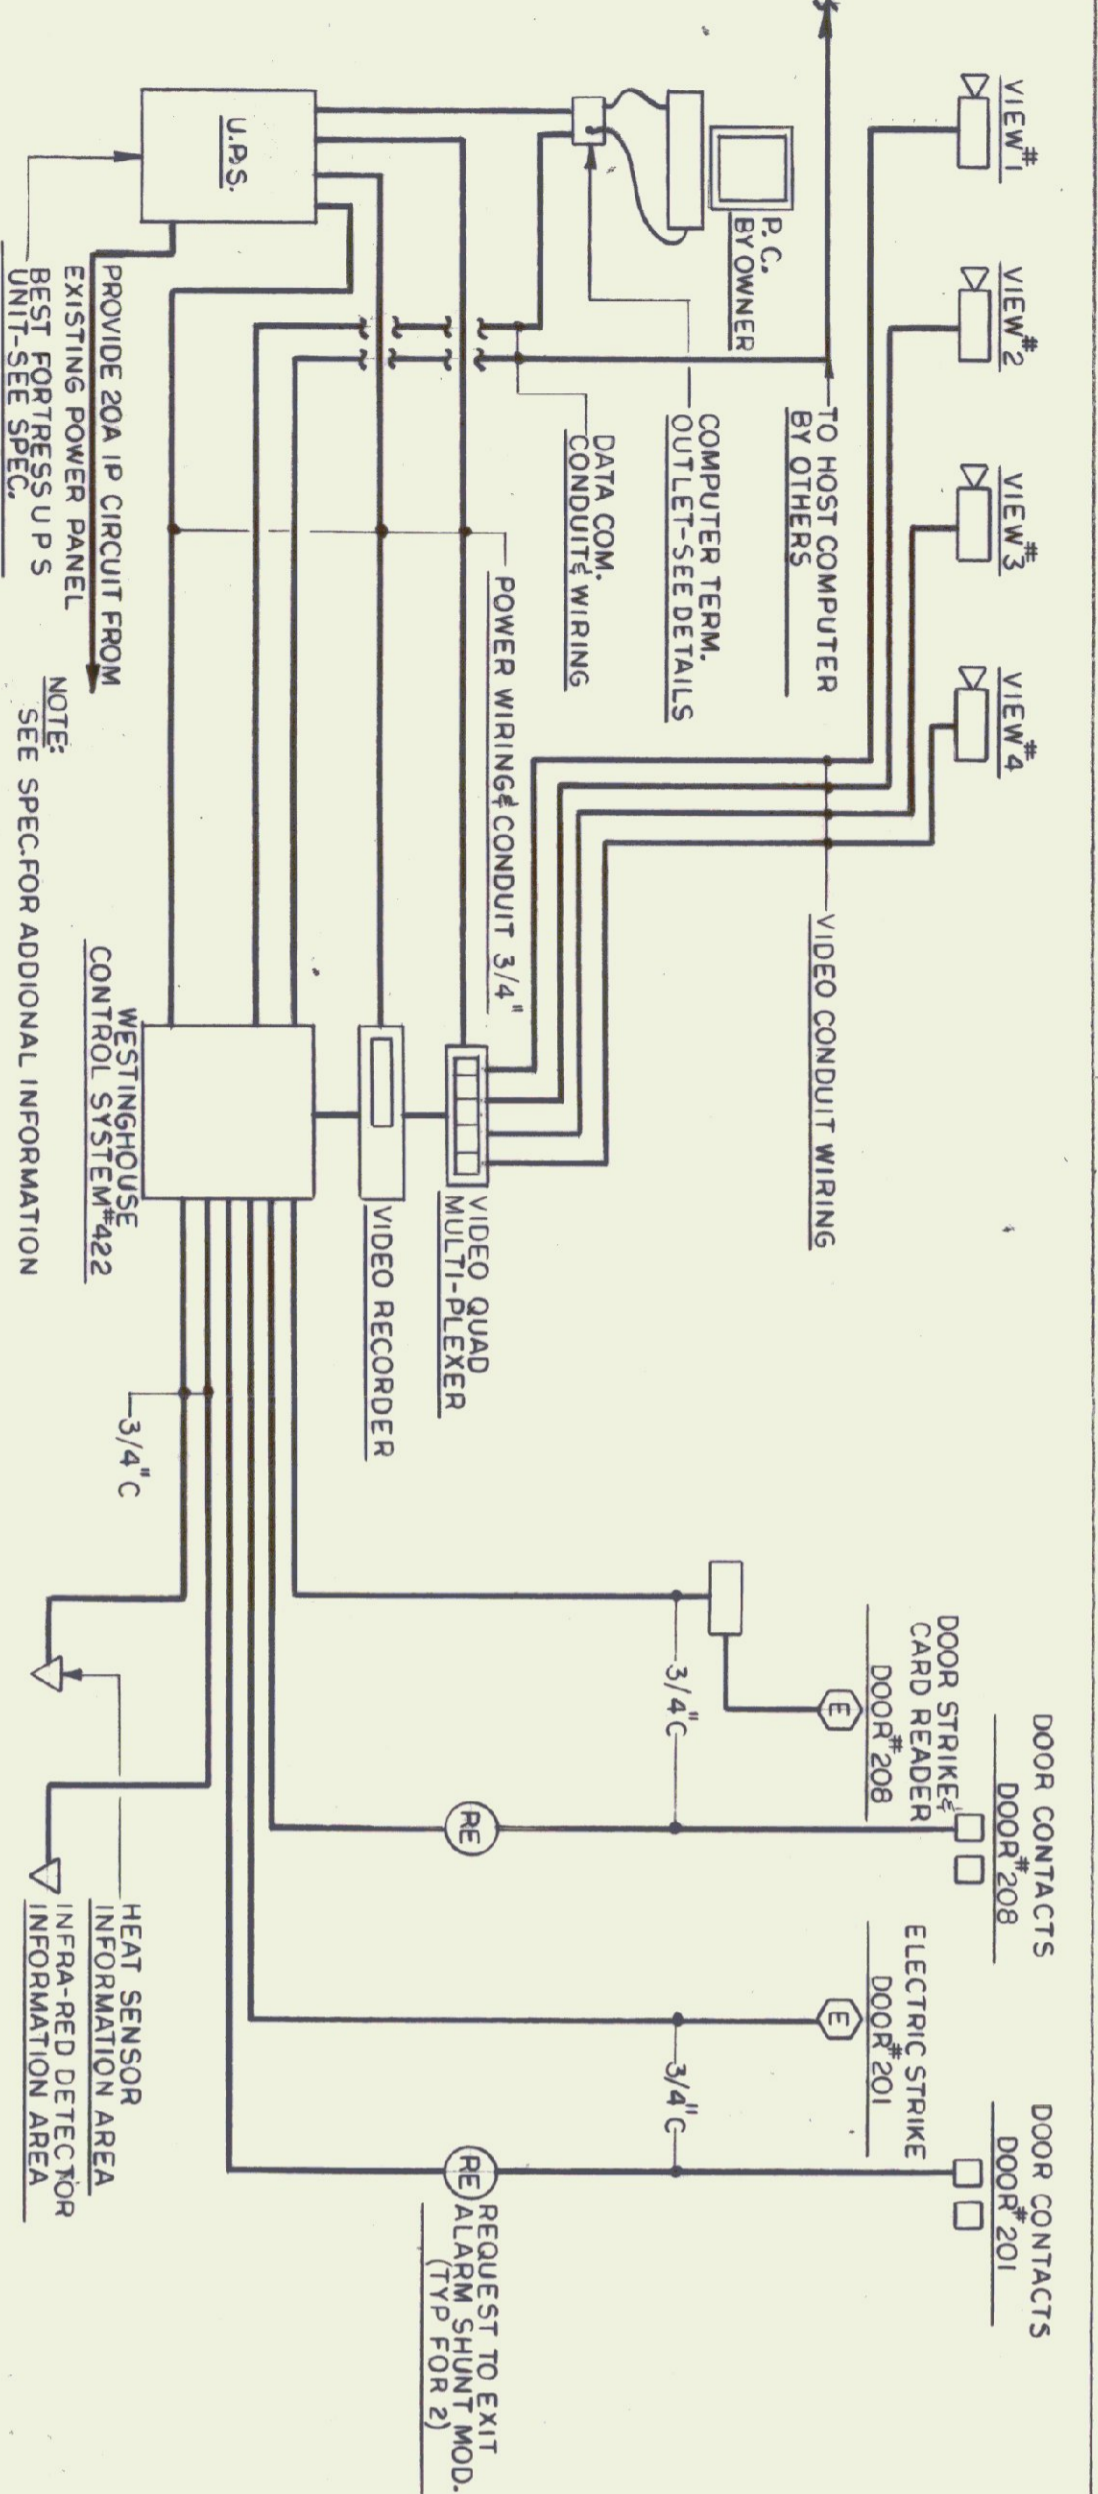 VIEW #1
VIEW #2
VIEW #3
VIEW #4
DOOR CONTACTS
DOOR #208
DOOR CONTACTS
DOOR #201
DOOR STRIKE &
CARD READER
DOOR #208
ELECTRIC STRIKE
DOOR #201
E
E
TO HOST COMPUTER
BY OTHERS
VIDEO CONDUIT WIRING
P.C.
BY OWNER
COMPUTER TERM.
OUTLET-SEE DETAILS
3/4"C
3/4"C
DATA COM.
CONDUIT & WIRING
POWER WIRING & CONDUIT 3/4"
VIDEO QUAD
MULTI-PLEXER
RE
RE
REQUEST TO EXIT
ALARM SHUNT MOD.
(TYP FOR 2)
VIDEO RECORDER
U.P.S.
WESTINGHOUSE
CONTROL SYSTEM #422
3/4"C
PROVIDE 20A 1P CIRCUIT FROM
EXISTING POWER PANEL
BEST FORTRESS UPS
UNIT-SEE SPEC.
NOTE:
SEE SPEC. FOR ADDIONAL INFORMATION
HEAT SENSOR
INFORMATION AREA
INFRA-RED DETECTOR
INFORMATION AREA